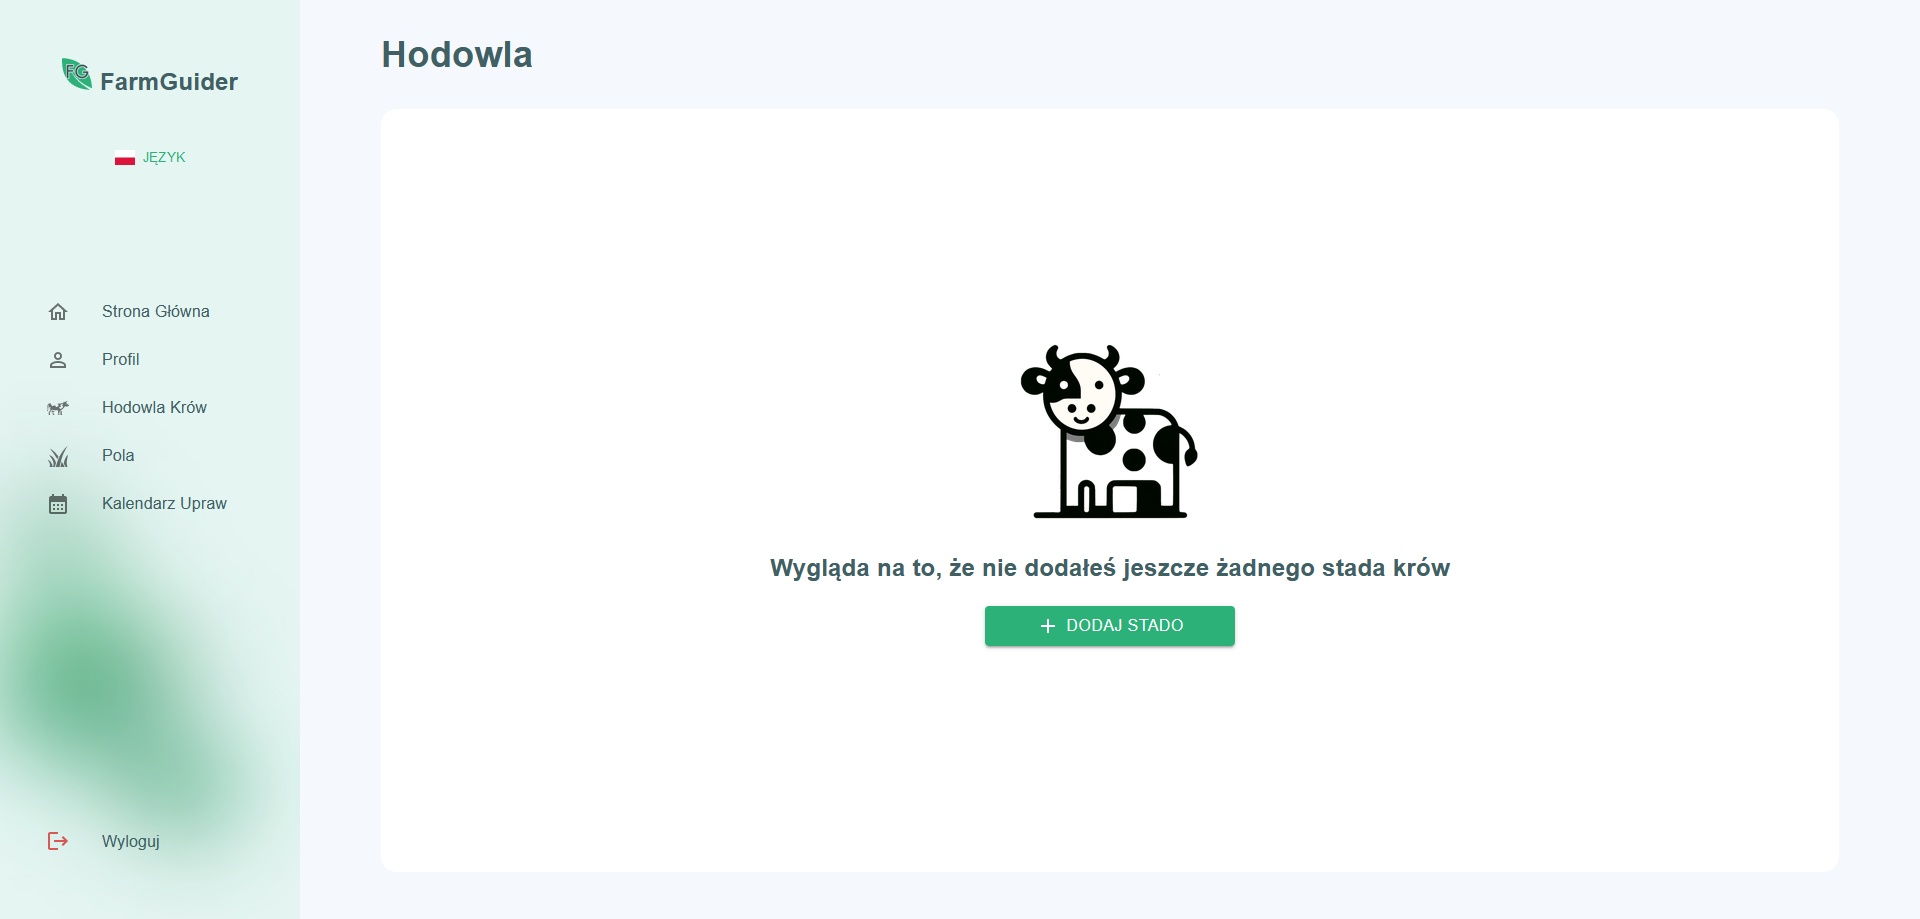 FG
FarmGuider
JĘZYK
Strona Główna
Profil
Hodowla Krów
Pola
Kalendarz Upraw
Wyloguj
Hodowla
Wygląda na to, że nie dodałeś jeszcze żadnego stada krów
DODAJ STADO